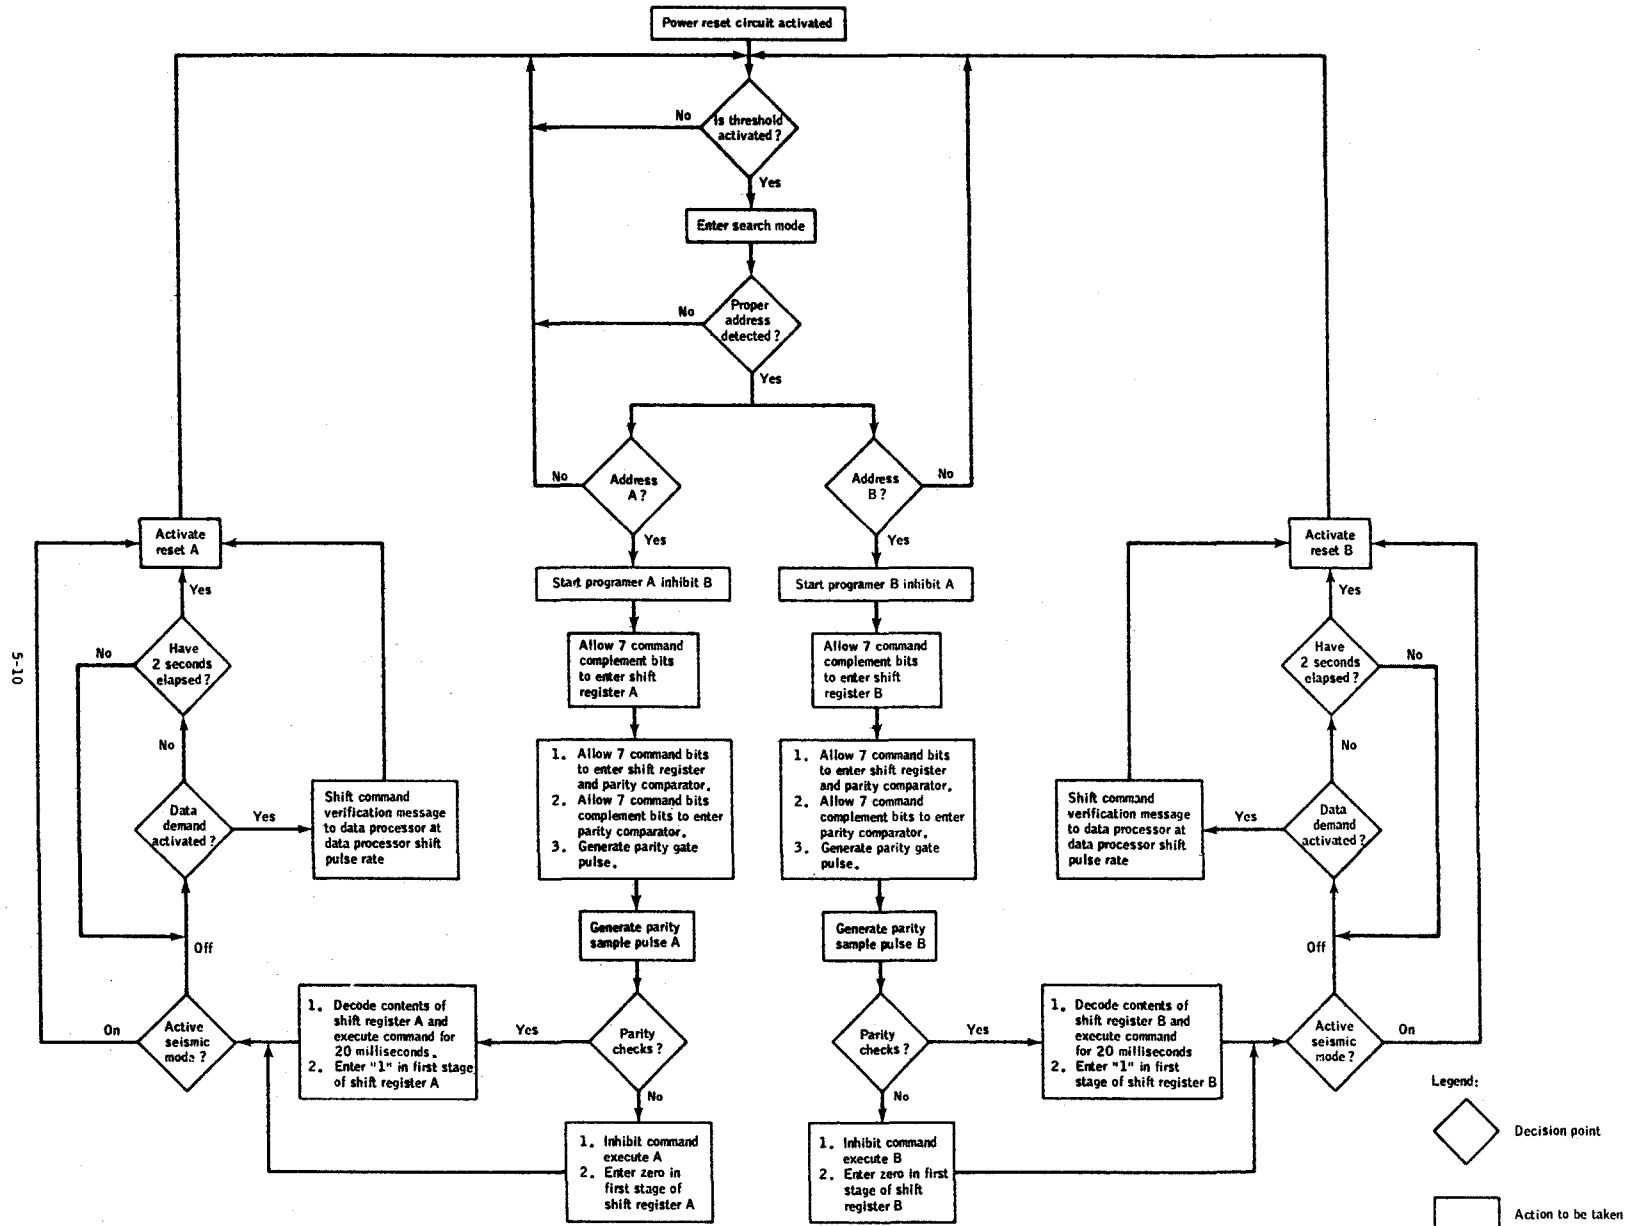 Power reset circuit activated
Is threshold
activated?
No
Yes
Enter search mode
Proper
address
detected?
No
Yes
Address
A?
No
Yes
Address
B?
No
Yes
Start programer A inhibit B
Start programer B inhibit A
Allow 7 command
complement bits
to enter shift
register A
Allow 7 command
complement bits
to enter shift
register B
1. Allow 7 command bits
to enter shift register
and parity comparator.
2. Allow 7 command bits
complement bits to enter
parity comparator.
3. Generate parity gate
pulse.
1. Allow 7 command bits
to enter shift register
and parity comparator.
2. Allow 7 command
complement bits to enter
parity comparator.
3. Generate parity gate
pulse.
Generate parity
sample pulse A
Generate parity
sample pulse B
Parity
checks?
Yes
No
Parity
checks?
Yes
No
1. Decode contents of
shift register A and
execute command for
20 milliseconds.
2. Enter "1" in first stage
of shift register A
1. Inhibit command
execute A
2. Enter zero in
first stage of
shift register A
1. Decode contents of
shift register B and
execute command
for 20 milliseconds
2. Enter "1" in first
stage of shift register B
1. Inhibit command
execute B
2. Enter zero in first
stage of shift
register B
Active
seismic
mode?
On
Off
Data
demand
activated?
Yes
No
Shift command
verification message
to data processor at
data processor shift
pulse rate
Have
2 seconds
elapsed?
No
Yes
Activate
reset A
Active
seismic
mode?
On
Off
Data
demand
activated?
Yes
No
Shift command
verification message
to data processor at
data processor shift
pulse rate
Have
2 seconds
elapsed?
No
Yes
Activate
reset B
5-10
Legend:
Decision point
Action to be taken